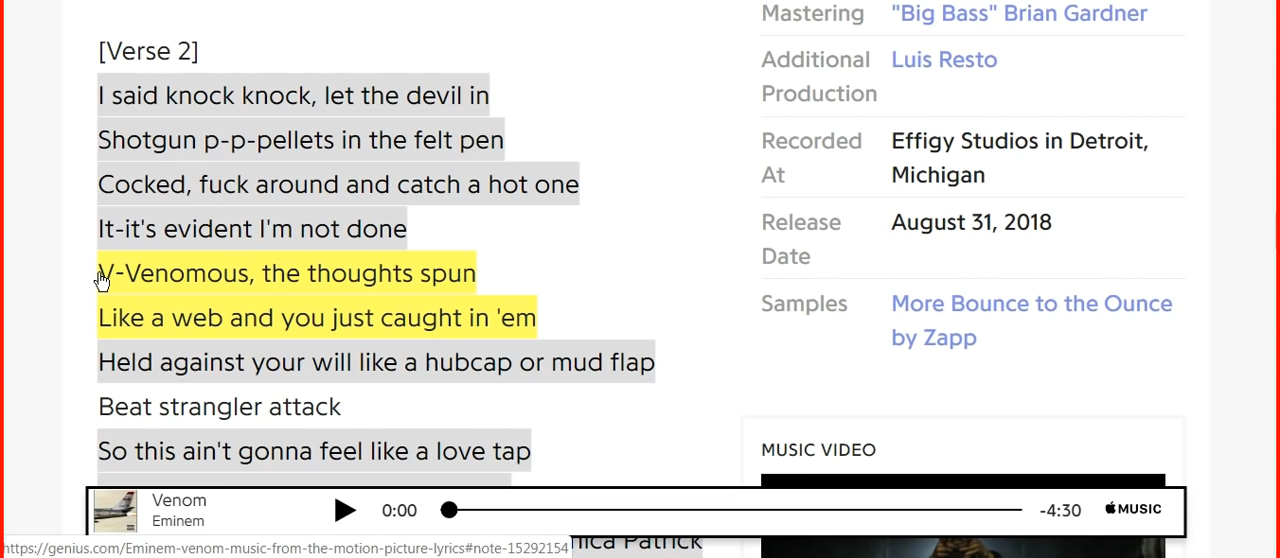 [Verse 2]
I said knock knock, let the devil in
Shotgun p-p-pellets in the felt pen
Cocked, fuck around and catch a hot one
It-it's evident I'm not done
V-Venomous, the thoughts spun
Like a web and you just caught in 'em
Held against your will like a hubcap or mud flap
Beat strangler attack
So this ain't gonna feel like a love tap
Mastering
"Big Bass" Brian Gardner
Additional
Production
Luis Resto
Recorded
At
Effigy Studios in Detroit,
Michigan
Release
Date
August 31, 2018
Samples
More Bounce to the Ounce
by Zapp
MUSIC VIDEO
Venom
Eminem
0:00
-4:30
MUSIC
https://genius.com/Eminem-venom-music-from-the-motion-picture-lyrics#note-15292154
Patrick